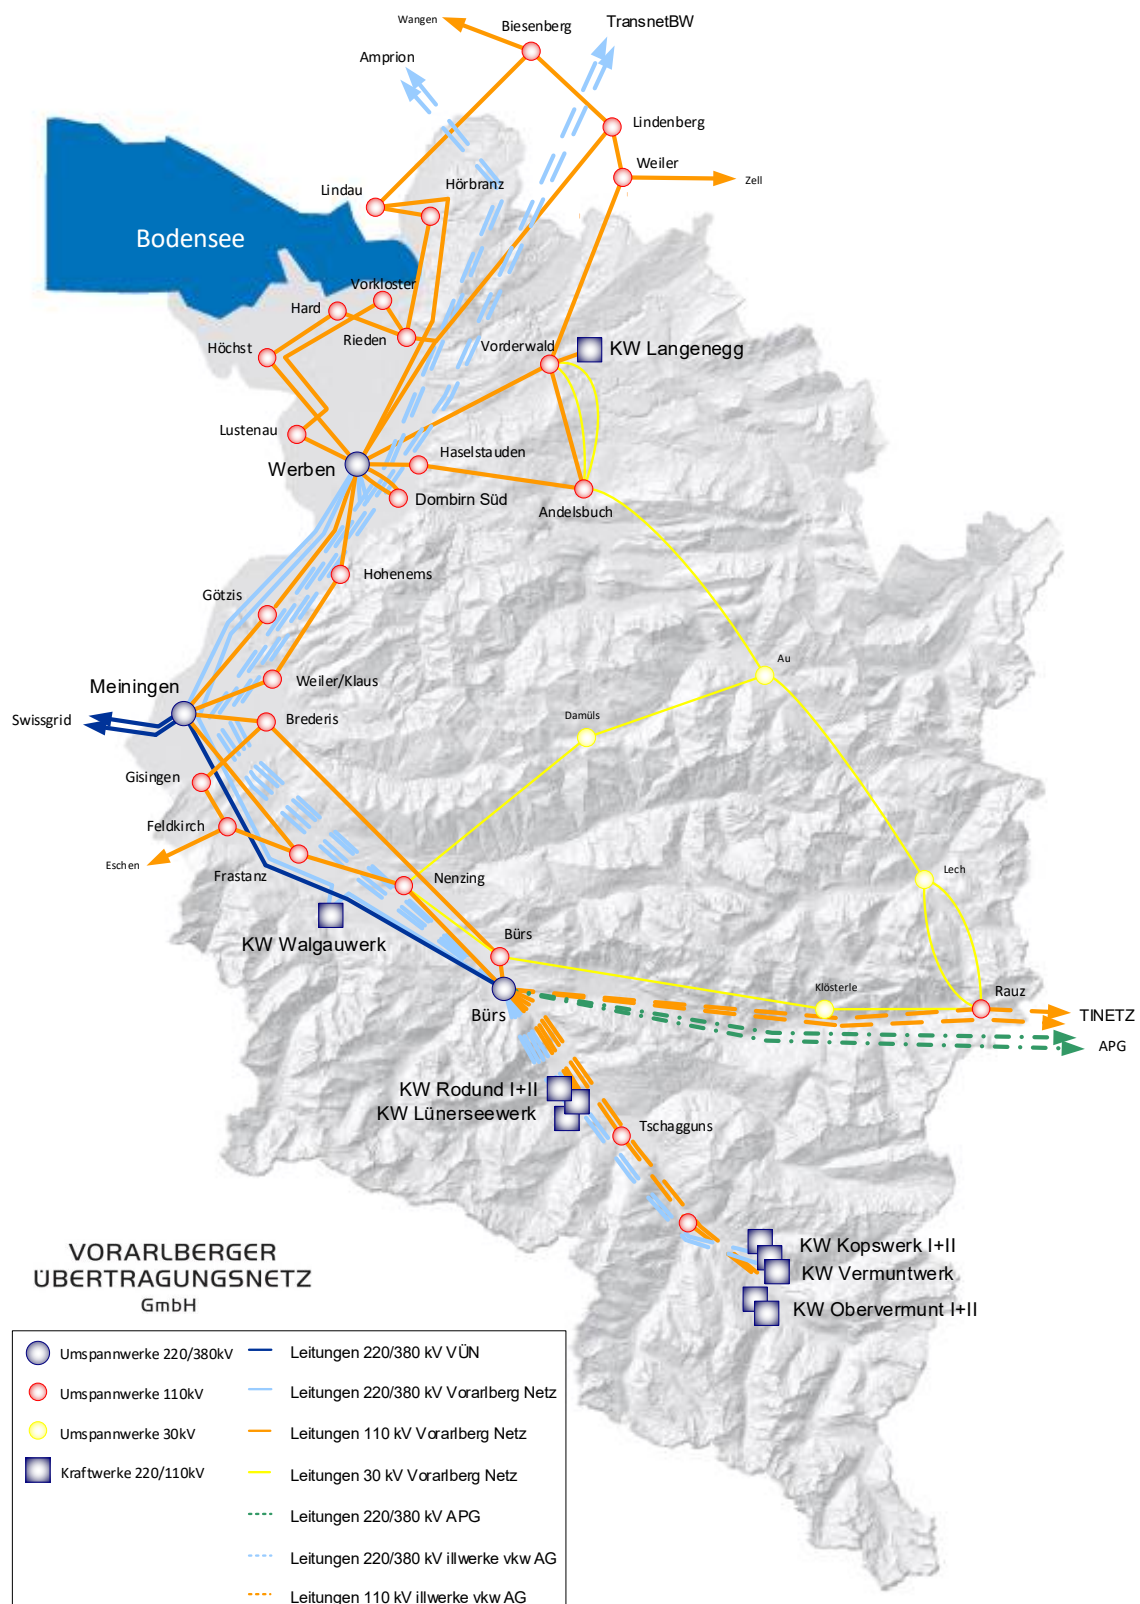 Wangen
Biesenberg
TransnetBW
Amprion
Lindenberg
Weiler
Zell
Hörbranz
Lindau
Bodensee
Vorkloster
Hard
Rieden
Höchst
Vorderwald
KW Langenegg
Lustenau
Haselstauden
Werben
Dornbirn Süd
Andelsbuch
Hohenems
Götzis
Au
Weiler/Klaus
Meiningen
Damüls
Swissgrid
Brederis
Gisingen
Feldkirch
Eschen
Frastanz
Nenzing
Lech
KW Walgauwerk
Bürs
Klösterle
Rauz
Bürs
TINETZ
APG
KW Rodund I+II
KW Lünerseewerk
Tschagguns
KW Kopswerk I+II
KW Vermuntwerk
KW Obervermunt I+II
VORARLBERGER
ÜBERTRAGUNGSNETZ
GmbH
Umspannwerke 220/380kV
Leitungen 220/380 kV VÜN
Umspannwerke 110kV
Leitungen 220/380 kV Vorarlberg Netz
Umspannwerke 30kV
Leitungen 110 kV Vorarlberg Netz
Kraftwerke 220/110kV
Leitungen 30 kV Vorarlberg Netz
Leitungen 220/380 kV APG
Leitungen 220/380 kV illwerke vkw AG
Leitungen 110 kV illwerke vkw AG